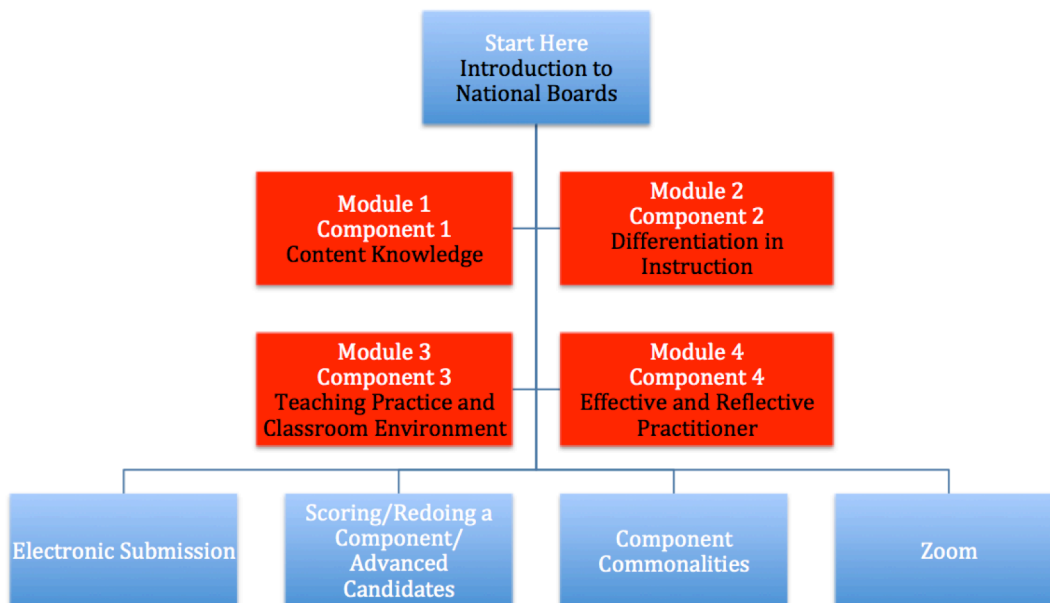 Start Here
Introduction to
National Boards
Module 1
Component 1
Content Knowledge
Module 2
Component 2
Differentiation in
Instruction
Module 3
Component 3
Teaching Practice and
Classroom Environment
Module 4
Component 4
Effective and Reflective
Practitioner
Electronic Submission
Scoring/Redoing a
Component/
Advanced
Candidates
Component
Commonalities
Zoom